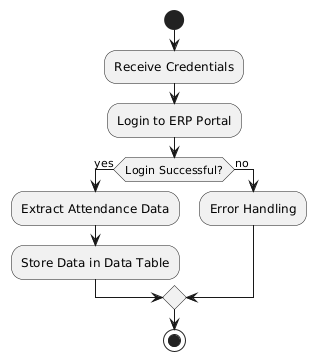 Receive Credentials
Login to ERP Portal
yes
Login Successful?
no
Extract Attendance Data
Error Handling
Store Data in Data Table